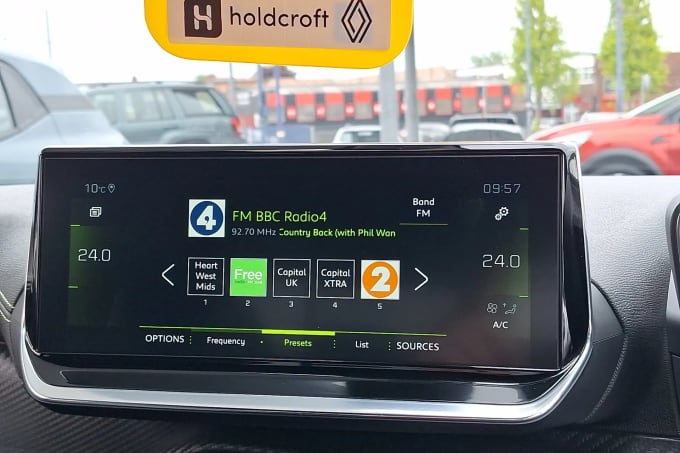 H holdcroft
10°C
09:57
4
FM BBC Radio4
Band
FM
92.70 MHz Country Back (with Phil Wan
24.0
24.0
Heart
West
Mids
Free
Capital
UK
Capital
XTRA
2
1
2
3
4
5
A/C
OPTIONS
Frequency
Presets
List
SOURCES